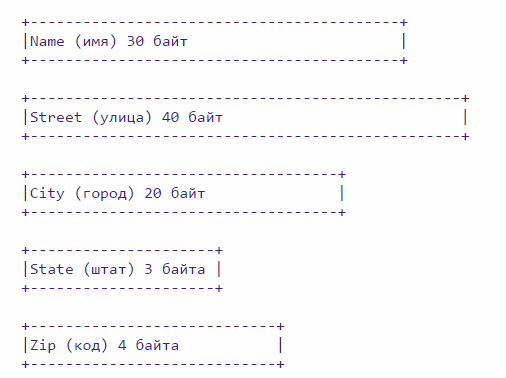 +------------------------------------------+
|Name (имя) 30 байт                        |
+------------------------------------------+
+-------------------------------------------------+
|Street (улица) 40 байт                           |
+-------------------------------------------------+
+-----------------------------------+
|City (город) 20 байт               |
+-----------------------------------+
+---------------------+
|State (штат) 3 байта |
+---------------------+
+----------------------------+
|Zip (код) 4 байта           |
+----------------------------+